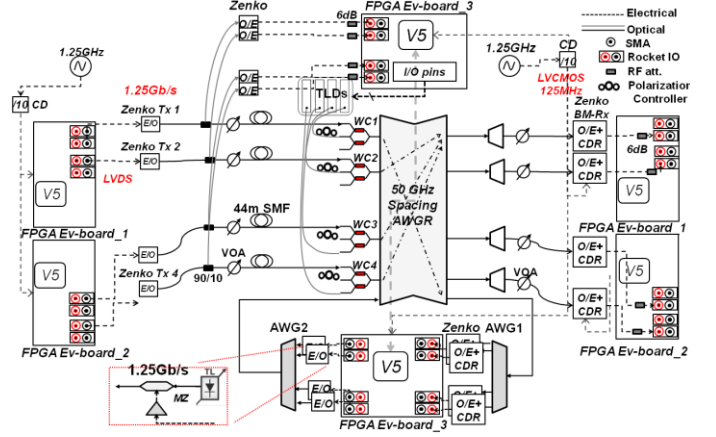 Zenko
FPGA Ev-board_3
6dB
O/E
O/E
V5
I/O pins
Electrical
Optical
SMA
Rocket IO
RF att.
Polarization
Controller
1.25GHz
1.25GHz
CD
/10
LVCMOS
125MHz
/10
CD
1.25Gb/s
Zenko Tx 1
E/O
TLDs
O/E
O/E
WC1
Zenko
BM-Rx
O/E+
CDR
O/E+
CDR
6dB
Zenko Tx 2
E/O
LVDS
WC2
V5
V5
FPGA Ev-board_1
50 GHz
Spacing
AWGR
FPGA Ev-board_1
44m SMF
WC3
V5
E/O
VOA
Zenko Tx 4
E/O
90/10
WC4
VOA
O/E+
CDR
O/E+
CDR
V5
FPGA Ev-board_2
FPGA Ev-board_2
AWG2
E/O
E/O
V5
Zenko
O/E+
CDR
AWG1
1.25Gb/s
TL
MZ
E/O
E/O
O/E+
CDR
FPGA Ev-board_3